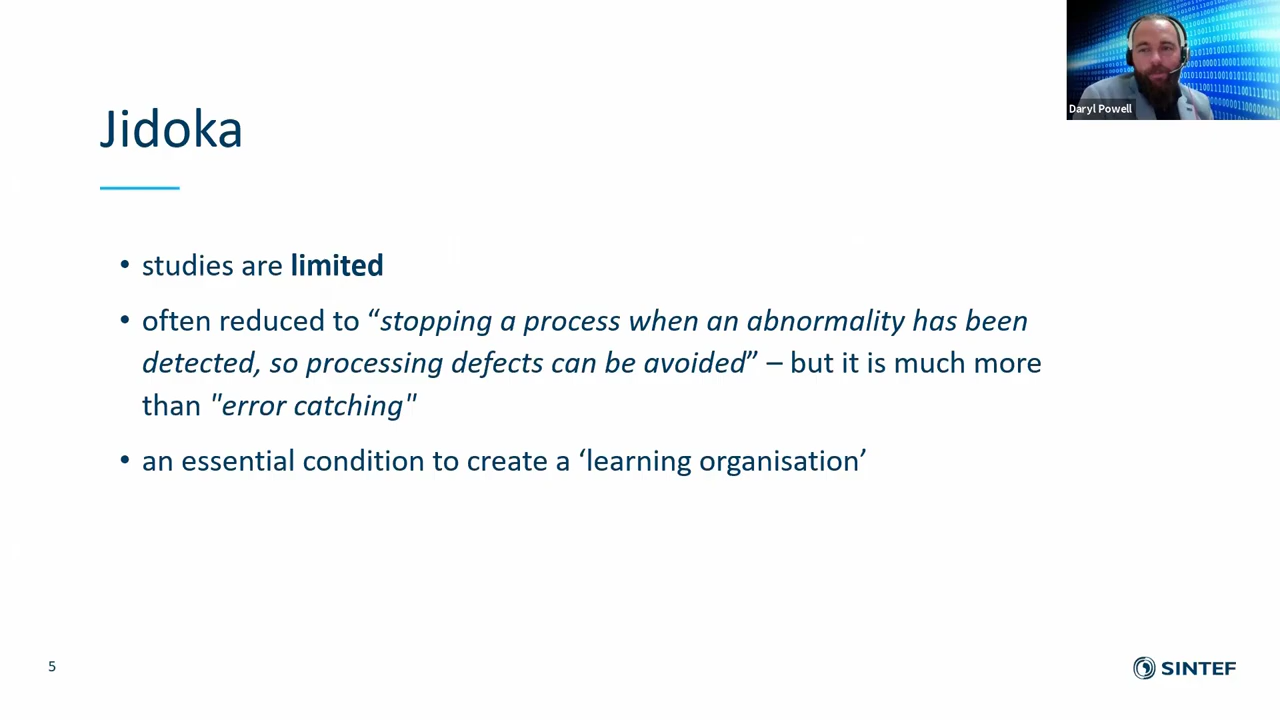 Jidoka
• studies are limited
• often reduced to “stopping a process when an abnormality has been
detected, so processing defects can be avoided” – but it is much more
than "error catching"
• an essential condition to create a ‘learning organisation’
5
SINTEF
Daryl Powell